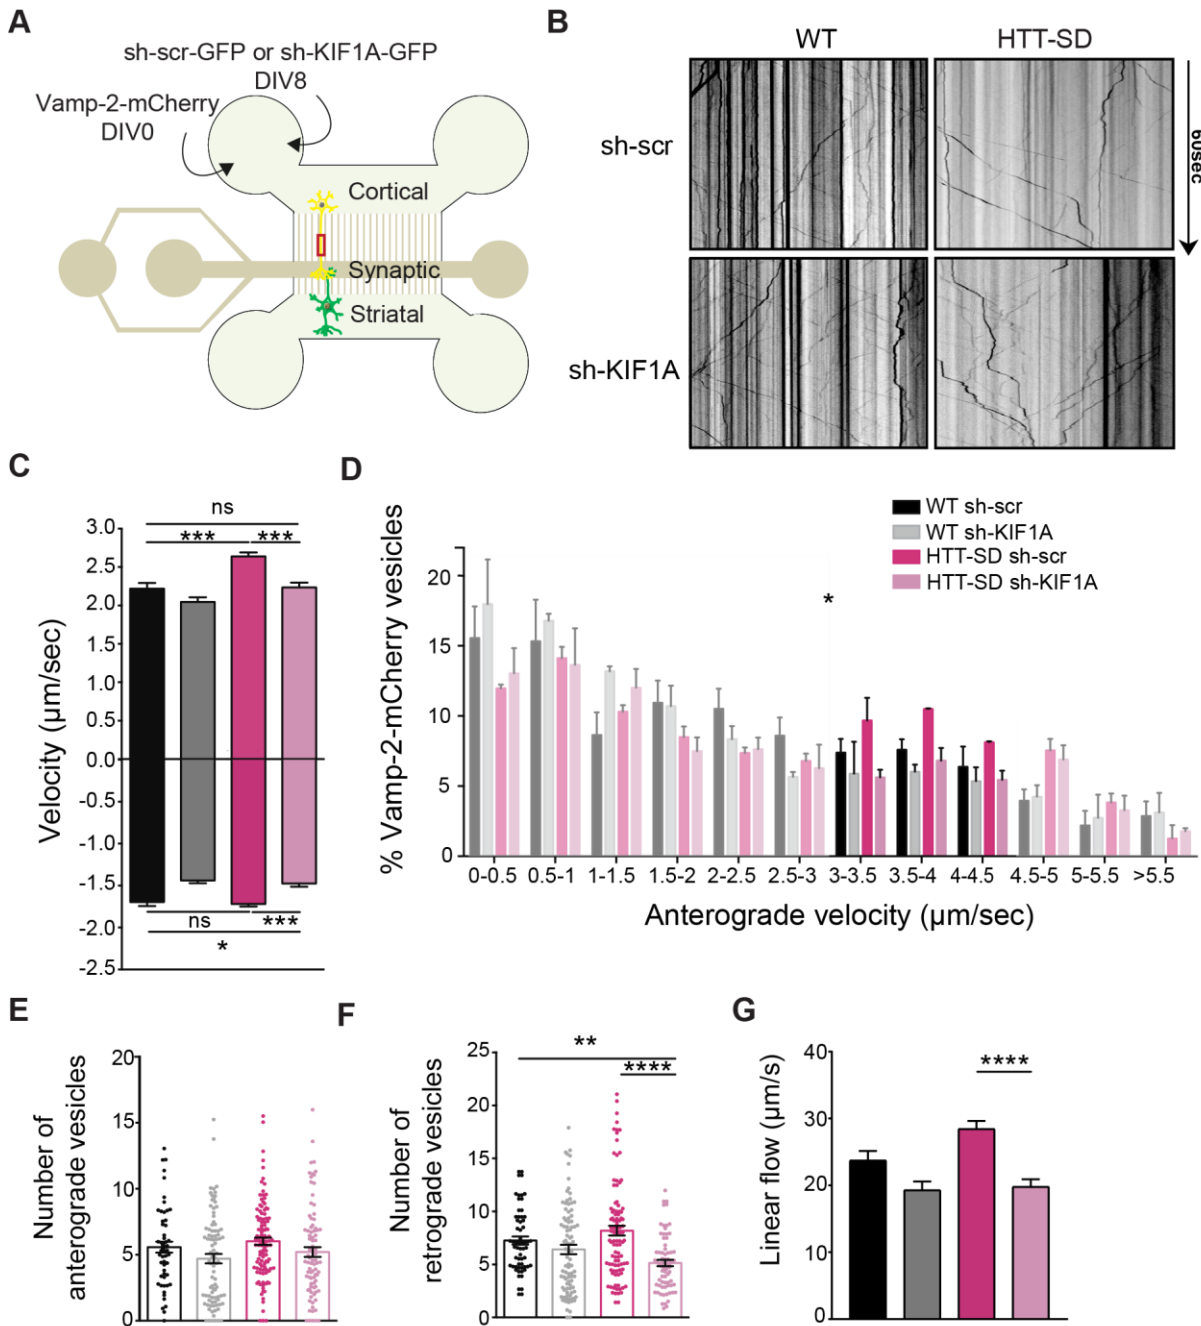 A
sh-scr-GFP or sh-KIF1A-GFP
DIV8
Vamp-2-mCherry
DIV0
Cortical
Synaptic
Striatal
B
WT
HTT-SD
sh-scr
sh-KIF1A
60sec
C
ns
***
***
3.0
2.5
2.0
1.5
1.0
0.5
0.0
-0.5
-1.0
-1.5
-2.0
-2.5
Velocity (µm/sec)
ns
***
*
D
WT sh-scr
WT sh-KIF1A
HTT-SD sh-scr
HTT-SD sh-KIF1A
*
% Vamp-2-mCherry vesicles
20
15
10
5
0
0-0.5
0.5-1
1-1.5
1.5-2
2-2.5
2.5-3
3-3.5
3.5-4
4-4.5
4.5-5
5-5.5
>5.5
Anterograde velocity (µm/sec)
E
Number of
anterograde vesicles
20
15
10
5
0
F
Number of
retrograde vesicles
25
20
15
10
5
0
**
****
G
Linear flow (µm/s)
40
30
20
10
0
****